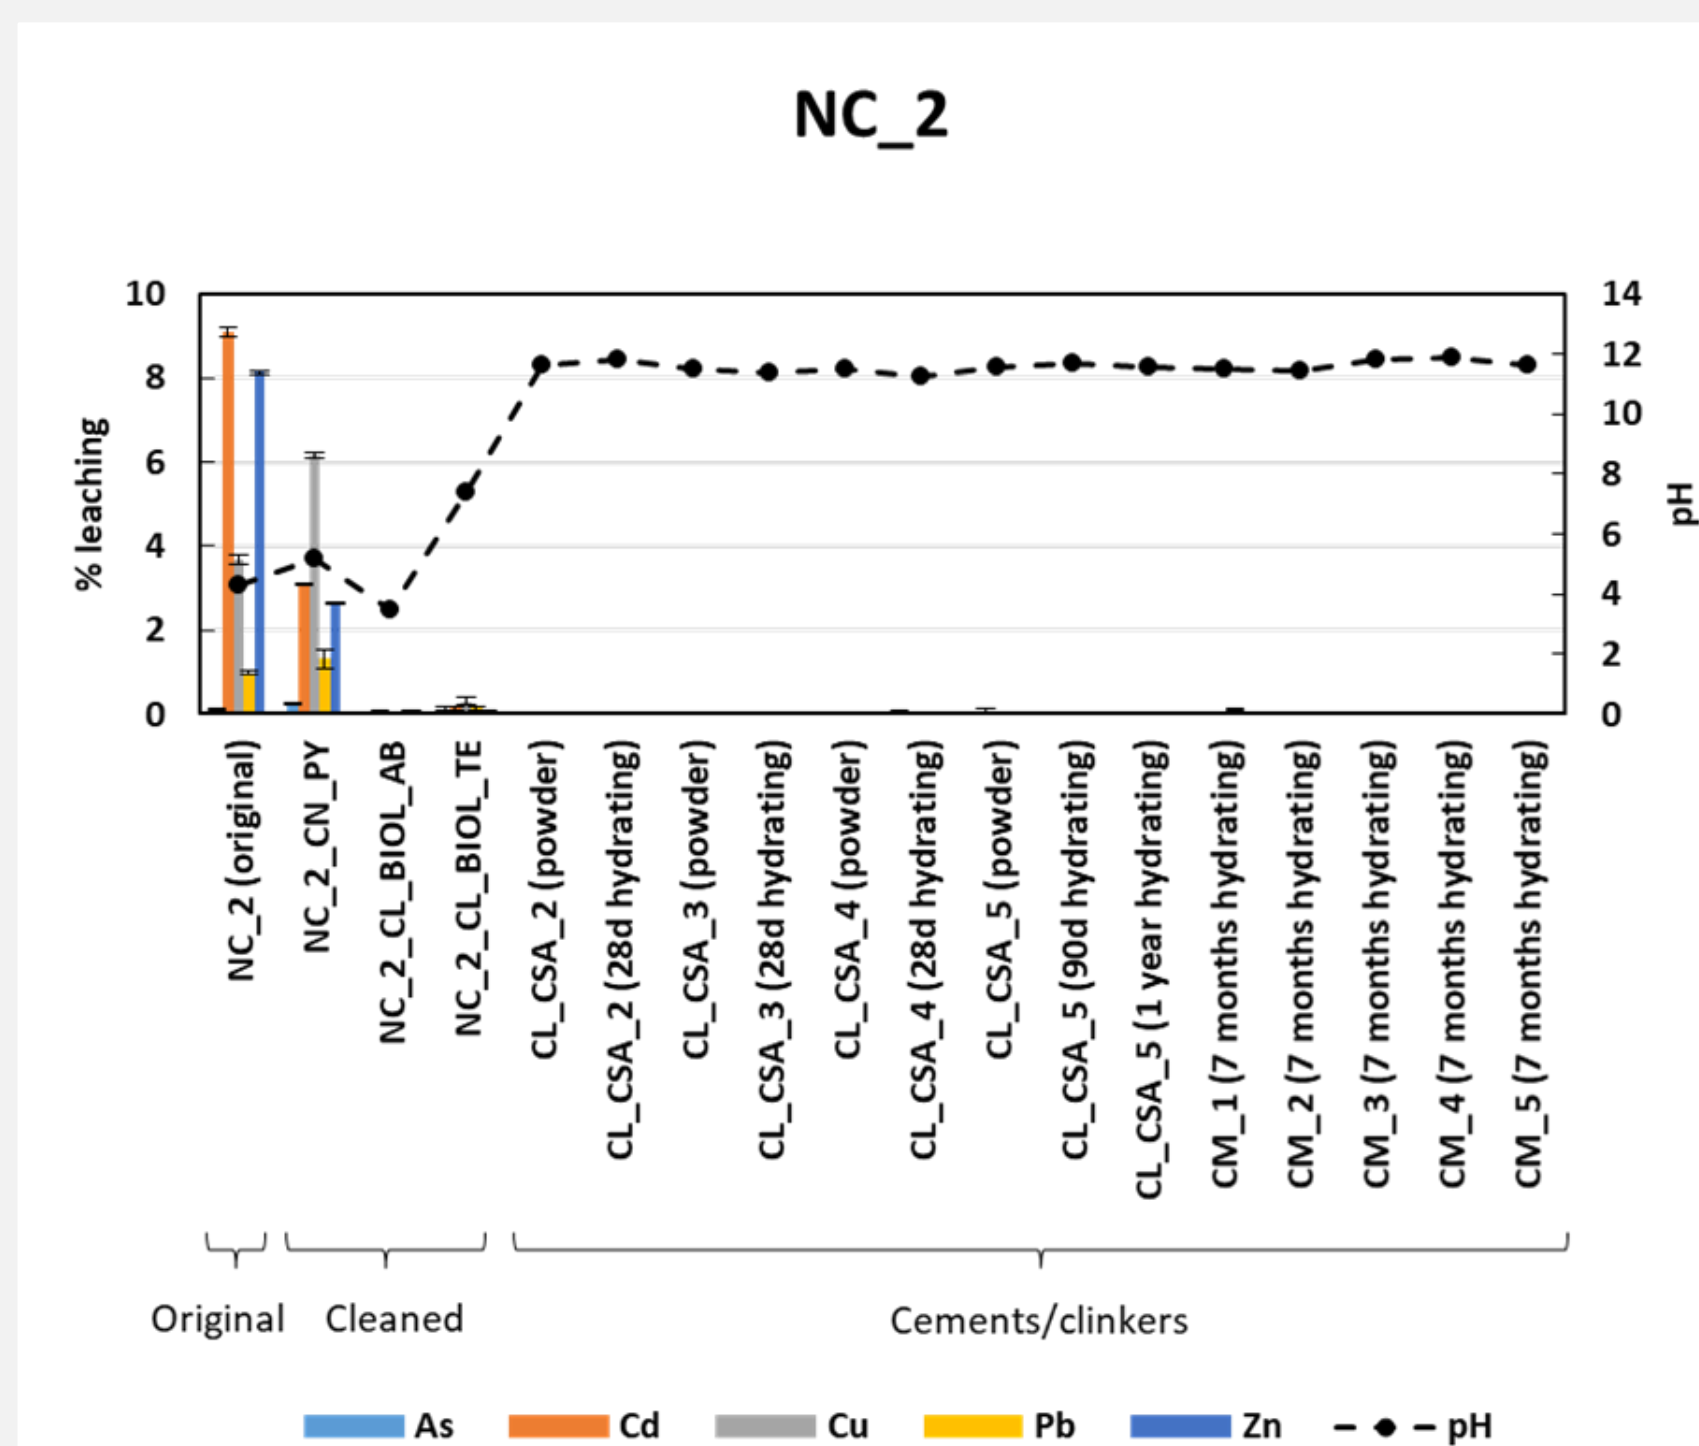 NC_2
10
8
6
4
2
0
% leaching
14
12
10
8
6
4
2
0
pH
NC_2 (original)
NC_2_CN_PY
NC_2_CL_BIOL_AB
NC_2_CL_BIOL_TE
CL_CSA_2 (powder)
CL_CSA_2 (28d hydrating)
CL_CSA_3 (powder)
CL_CSA_3 (28d hydrating)
CL_CSA_4 (powder)
CL_CSA_4 (28d hydrating)
CL_CSA_5 (powder)
CL_CSA_5 (90d hydrating)
CL_CSA_5 (1 year hydrating)
CM_1 (7 months hydrating)
CM_2 (7 months hydrating)
CM_3 (7 months hydrating)
CM_4 (7 months hydrating)
CM_5 (7 months hydrating)
Original Cleaned Cements/clinkers
As Cd Cu Pb Zn pH